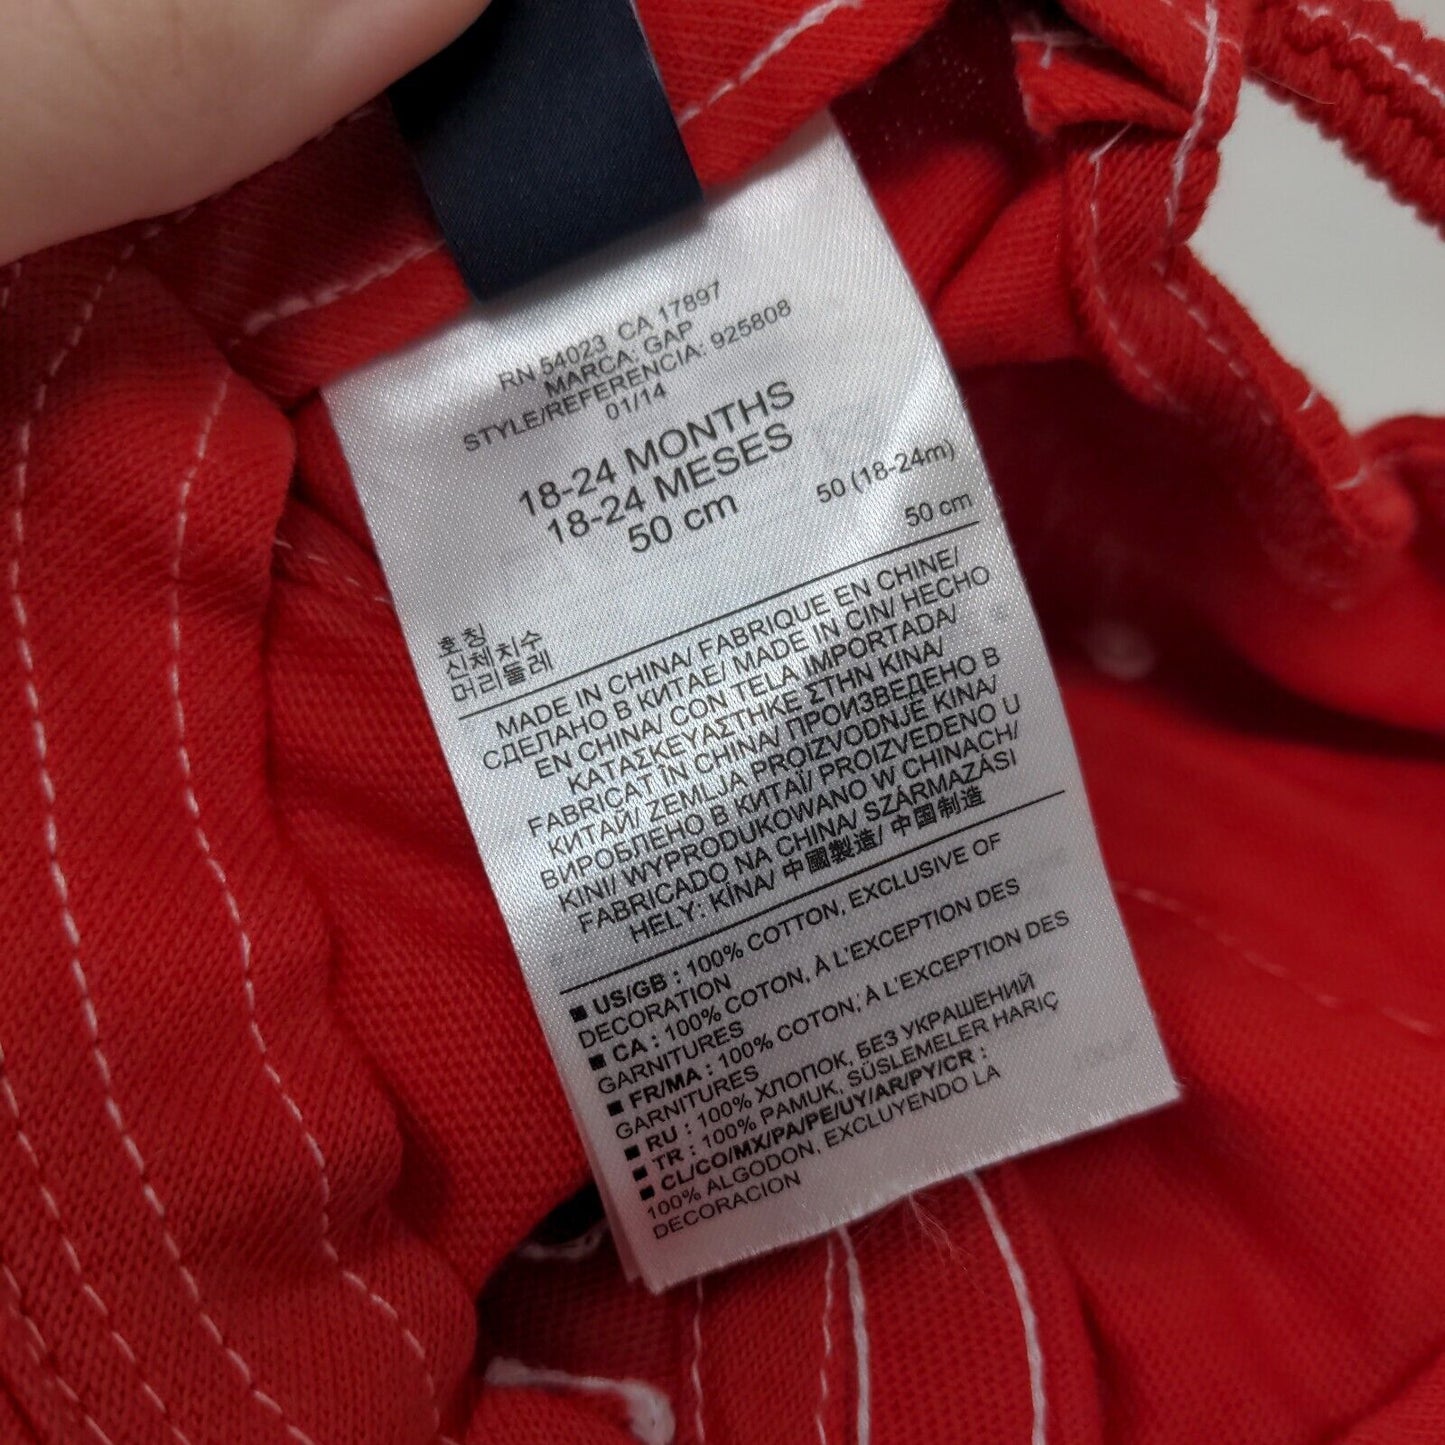 RN 54023 CA 17897
MARCA: GAP
STYLE/REFERENCIA: 925808
01/14
18-24 MONTHS
18-24 MESES
50 cm
50 (18-24m)
50 cm
호칭
신체치수
머리둘레
MADE IN CHINA/ FABRIQUE EN CHINE/
СДЕЛАНО В КИТАЕ/ MADE IN CIN/ HECHO
EN CHINA/ CON TELA IMPORTADA/
ΚΑΤΑΣΚΕΥΑΣΤΗΚΕ ΣΤΗΝ ΚΙΝΑ/
FABRICAT ÎN CHINA/ ПРОИЗВЕДЕНО В
КИТАЙ/ ZEMLJA PROIZVODNJE KINA/
ВИРОБЛЕНО В КИТАЇ/ PROIZVEDENO U
KINI/ WYPRODUKOWANO W CHINACH/
FABRICADO NA CHINA/ SZÁRMAZÁSI
HELY: KÍNA/ 中國製造/ 中国制造
■ US/GB : 100% COTTON, EXCLUSIVE OF
DECORATION
■ CA : 100% COTON, À L'EXCEPTION DES
GARNITURES
■ FR/MA : 100% COTON; À L'EXCEPTION DES
GARNITURES
■ RU : 100% ХЛОПОК, БЕЗ УКРАШЕНИЙ
■ TR : 100% PAMUK, SÜSLEMELER HARIÇ
■ CL/CO/MX/PA/PE/UY/AR/PY/CR :
100% ALGODON, EXCLUYENDO LA
DECORACION